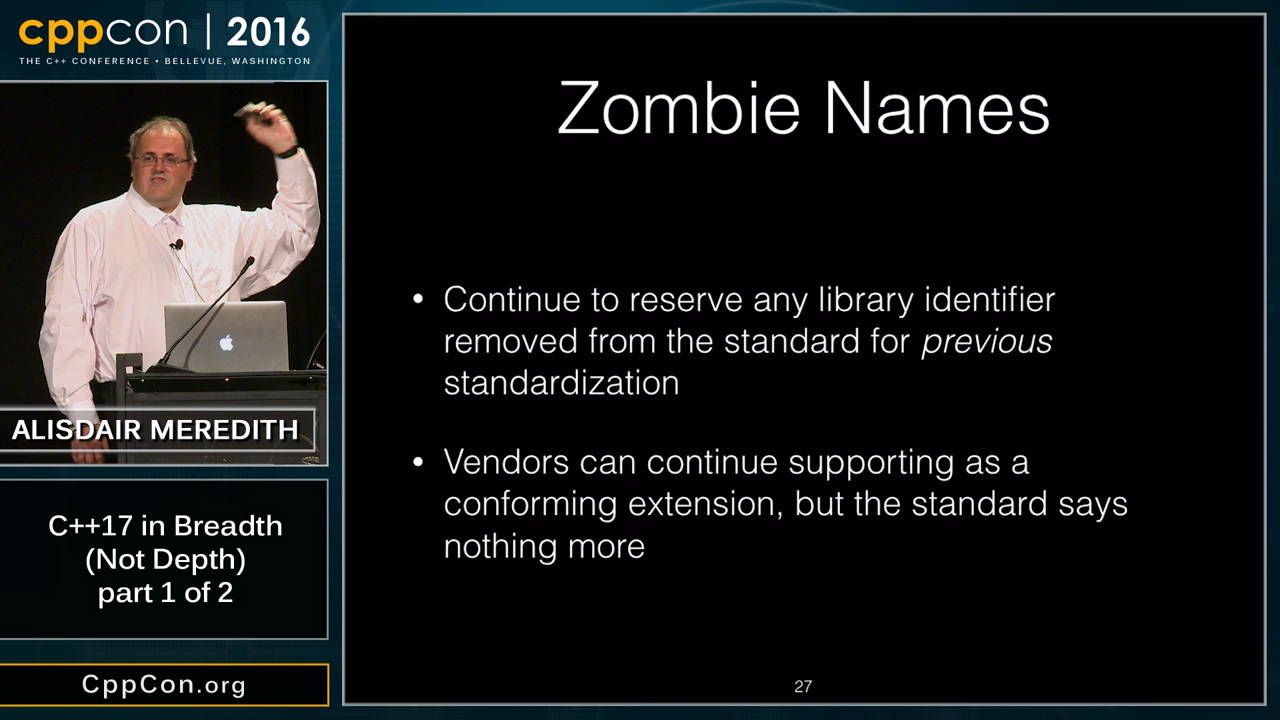 cppcon | 2016
THE C++ CONFERENCE • BELLEVUE, WASHINGTON
ALISDAIR MEREDITH
C++17 in Breadth
(Not Depth)
part 1 of 2
CppCon.org
Zombie Names
• Continue to reserve any library identifier
removed from the standard for previous
standardization
• Vendors can continue supporting as a
conforming extension, but the standard says
nothing more
27